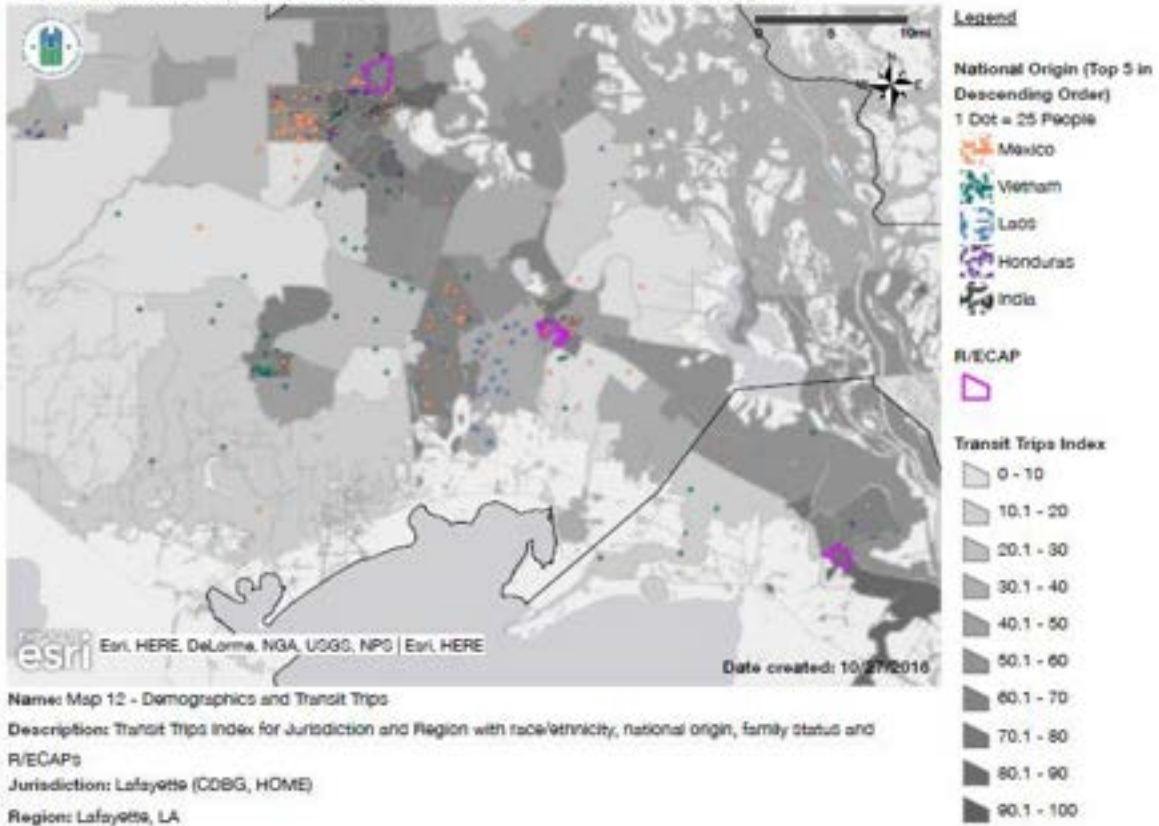 0 5 10mi
N
E
esri
Esri, HERE, DeLorme, NGA, USGS, NPS | Esri, HERE
Date created: 10/27/2016
Name: Map 12 - Demographics and Transit Trips
Description: Transit Trips Index for Jurisdiction and Region with race/ethnicity, national origin, family status and
R/ECAPs
Jurisdiction: Lafayette (CDBG, HOME)
Region: Lafayette, LA
Legend
National Origin (Top 5 in
Descending Order)
1 Dot = 25 People
Mexico
Vietnam
Laos
Honduras
India
R/ECAP
Transit Trips Index
0 - 10
10.1 - 20
20.1 - 30
30.1 - 40
40.1 - 50
50.1 - 60
60.1 - 70
70.1 - 80
80.1 - 90
90.1 - 100